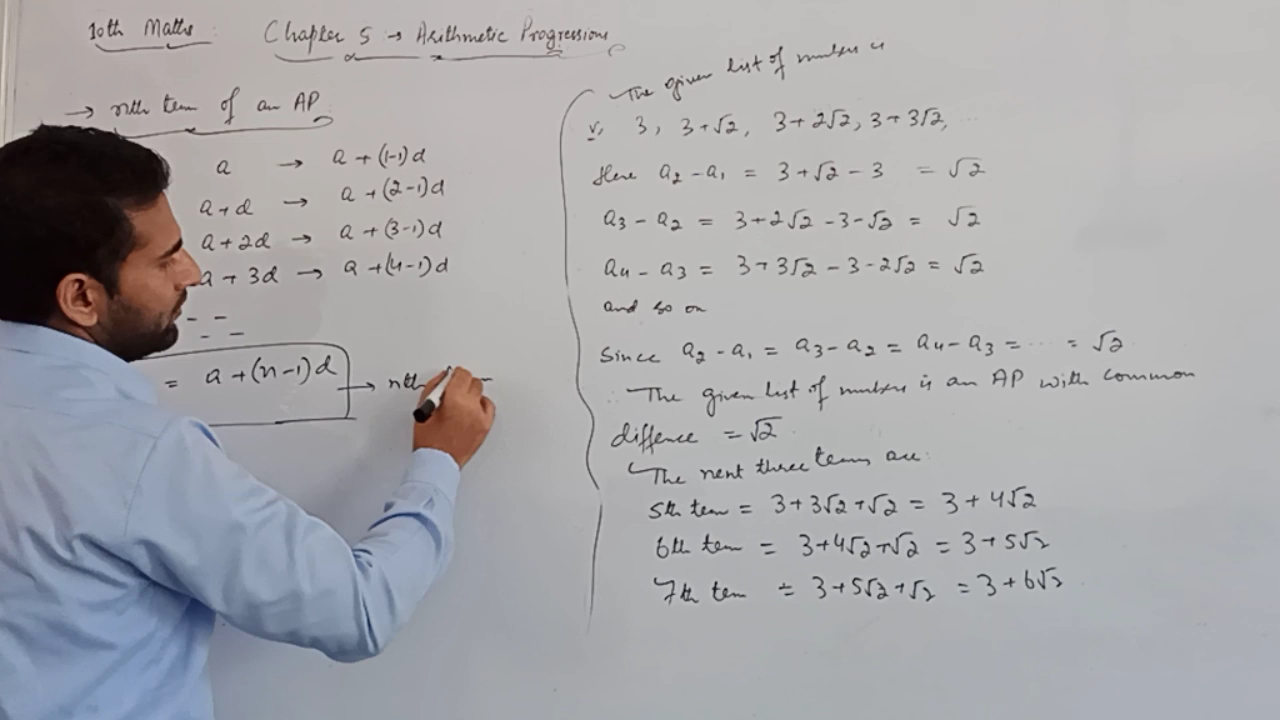 10th Maths Chapter 5 → Arithmetic Progressions
→ nth term of an AP
a → a + (1-1)d
a + d → a + (2-1)d
a + 2d → a + (3-1)d
a + 3d → a + (4-1)d
= a + (n-1)d → nth
The given list of numbers is
v, 3, 3+√2, 3+2√2, 3+3√2, ...
Here a₂ - a₁ = 3+√2 - 3 = √2
a₃ - a₂ = 3+2√2 - 3 - √2 = √2
a₄ - a₃ = 3+3√2 - 3 - 2√2 = √2
and so on
Since a₂ - a₁ = a₃ - a₂ = a₄ - a₃ = ... = √2
∴ The given list of numbers is an AP with common
diffence = √2
The next three terms are:
5th term = 3+3√2+√2 = 3+4√2
6th term = 3+4√2+√2 = 3+5√2
7th term = 3+5√2+√2 = 3+6√2